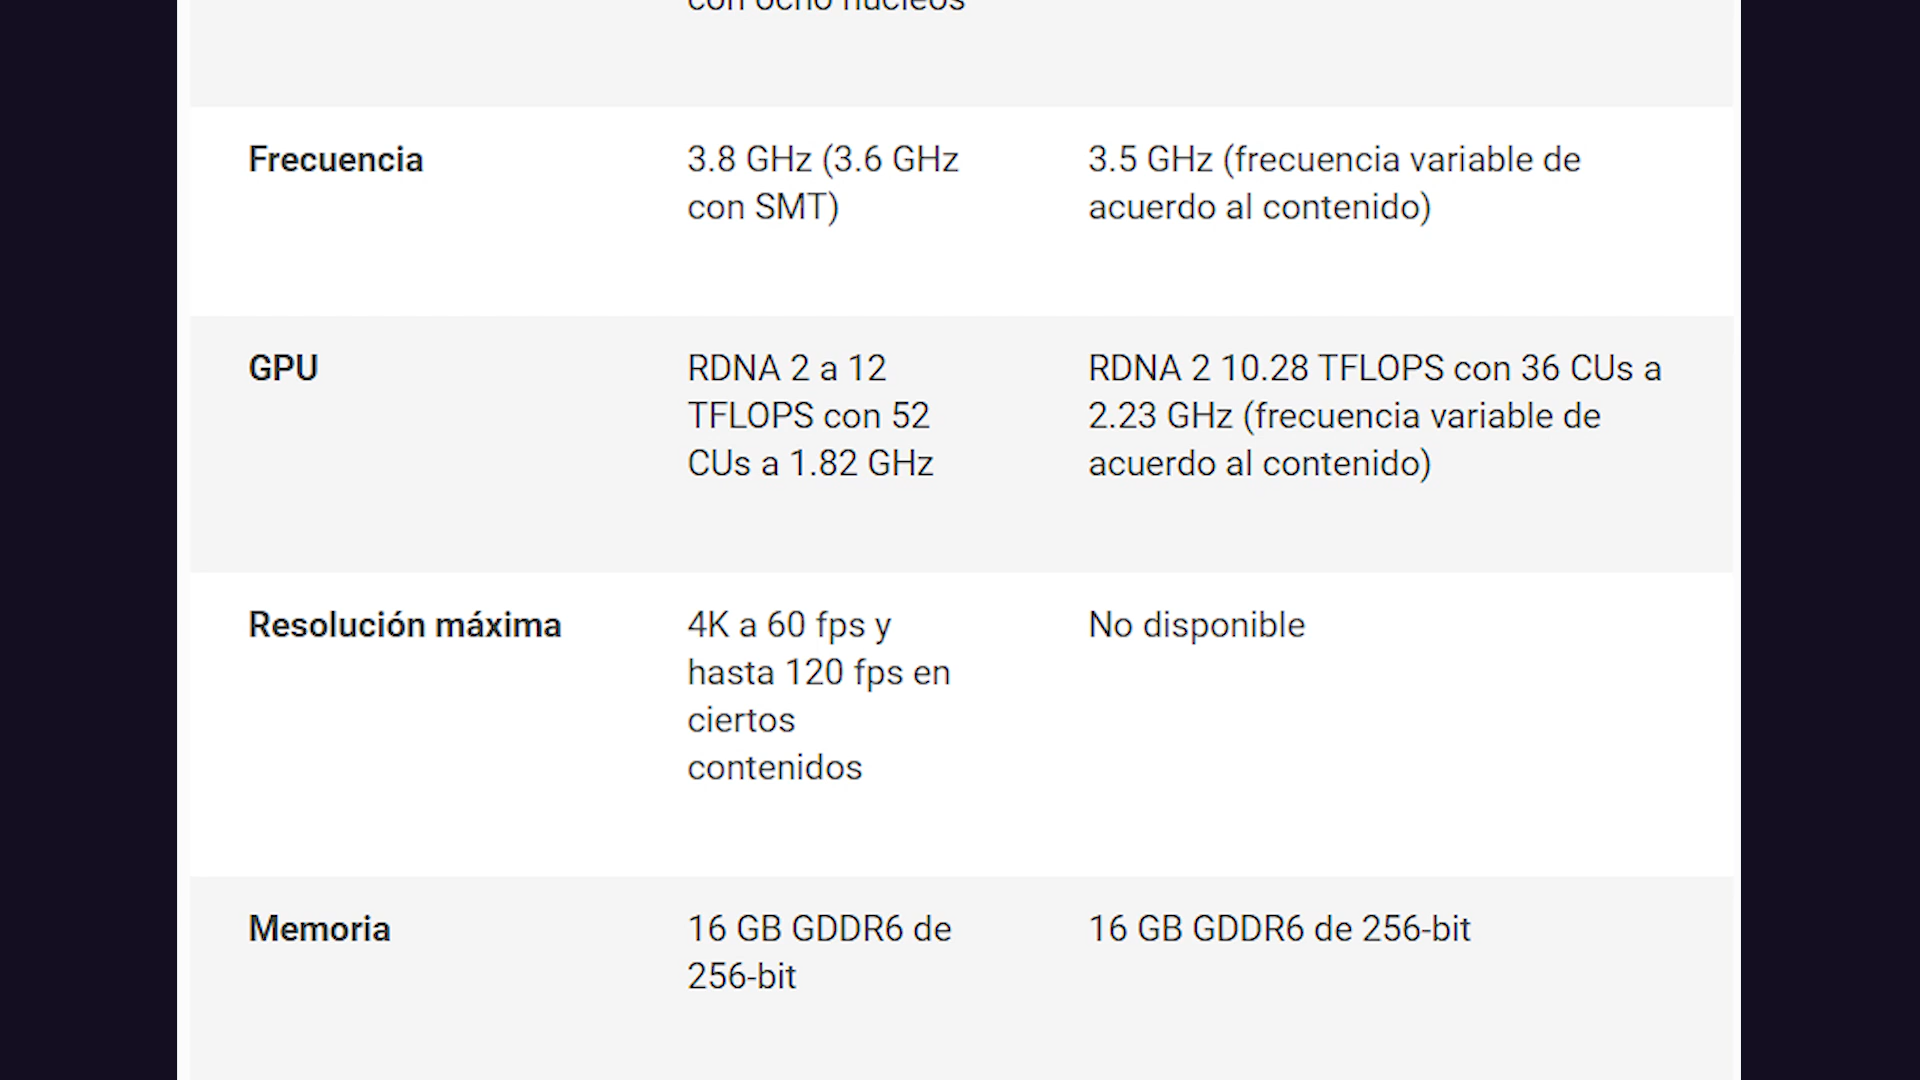 con ocho núcleos
Frecuencia
3.8 GHz (3.6 GHz
con SMT)
3.5 GHz (frecuencia variable de
acuerdo al contenido)
GPU
RDNA 2 a 12
TFLOPS con 52
CUs a 1.82 GHz
RDNA 2 10.28 TFLOPS con 36 CUs a
2.23 GHz (frecuencia variable de
acuerdo al contenido)
Resolución máxima
4K a 60 fps y
hasta 120 fps en
ciertos
contenidos
No disponible
Memoria
16 GB GDDR6 de
256-bit
16 GB GDDR6 de 256-bit